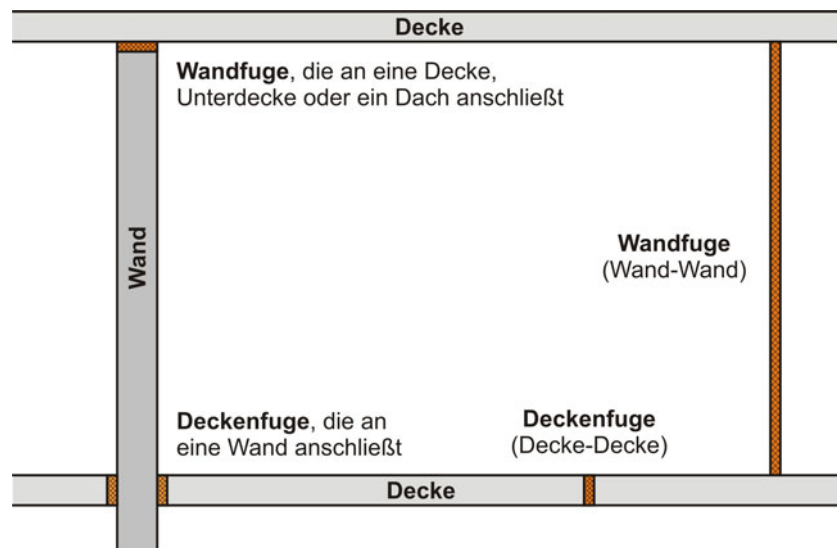 Decke
Wandfuge, die an eine Decke,
Unterdecke oder ein Dach anschließt
Wand
Wandfuge
(Wand-Wand)
Deckenfuge, die an
eine Wand anschließt
Deckenfuge
(Decke-Decke)
Decke